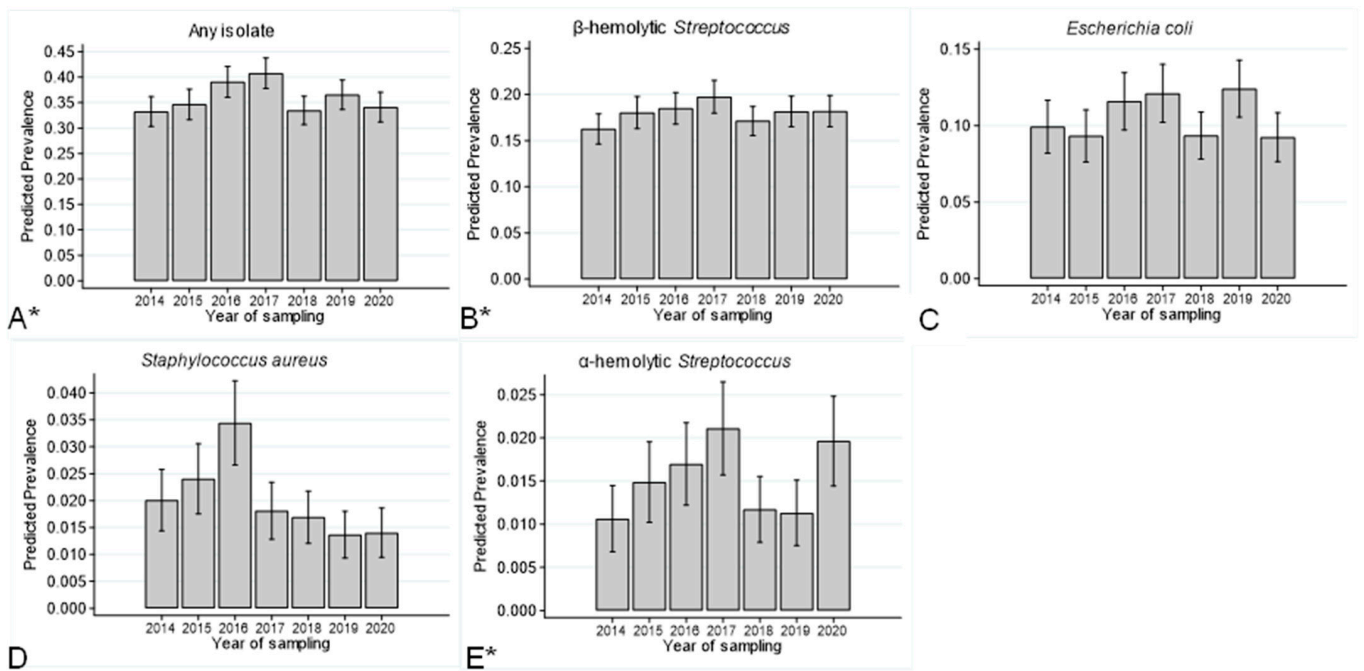 Any isolate
Predicted Prevalence
0.45
0.40
0.35
0.30
0.25
0.20
0.15
0.10
0.05
0.00
2014 2015 2016 2017 2018 2019 2020
Year of sampling
A*
β-hemolytic Streptococcus
Predicted Prevalence
0.25
0.20
0.15
0.10
0.05
0.00
2014 2015 2016 2017 2018 2019 2020
Year of sampling
B*
Escherichia coli
Predicted Prevalence
0.15
0.10
0.05
0.00
2014 2015 2016 2017 2018 2019 2020
Year of sampling
C
Staphylococcus aureus
Predicted Prevalence
0.040
0.035
0.030
0.025
0.020
0.015
0.010
0.005
0.000
2014 2015 2016 2017 2018 2019 2020
Year of sampling
D
α-hemolytic Streptococcus
Predicted Prevalence
0.025
0.020
0.015
0.010
0.005
0.000
2014 2015 2016 2017 2018 2019 2020
Year of sampling
E*